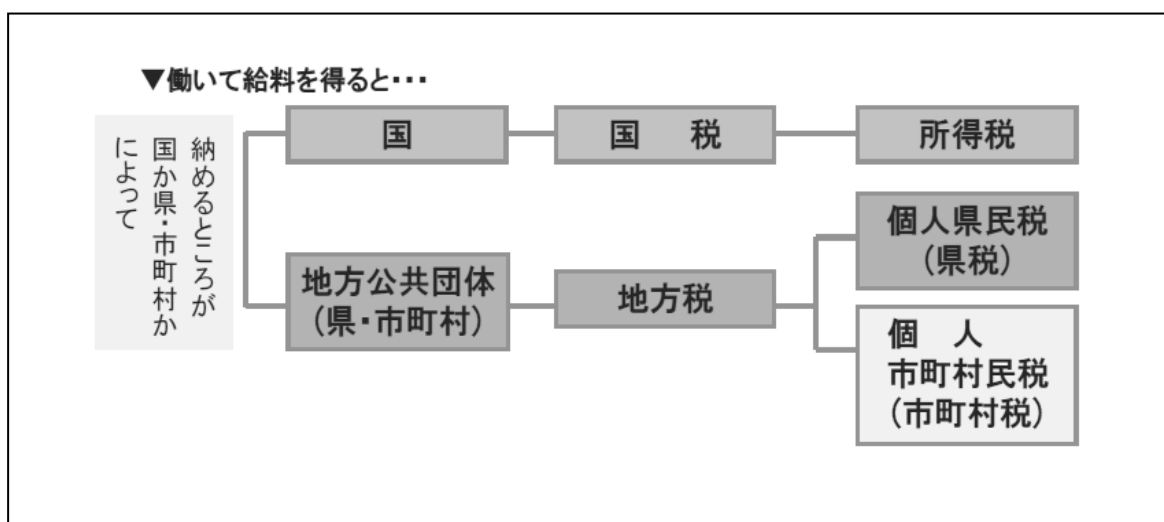 ▼働いて給料を得ると・・・
納めるところが
国か県・市町村か
によって
国
国　税
所得税
地方公共団体
(県・市町村)
地方税
個人県民税
(県税)
個　人
市町村民税
(市町村税)